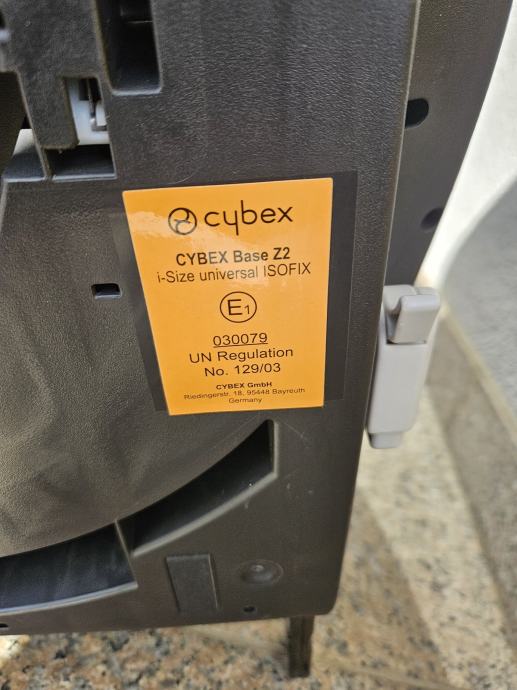 cybex
CYBEX Base Z2
i-Size universal ISOFIX
E1
030079
UN Regulation
No. 129/03
CYBEX GmbH
Riedingerstr. 18, 95448 Bayreuth
Germany